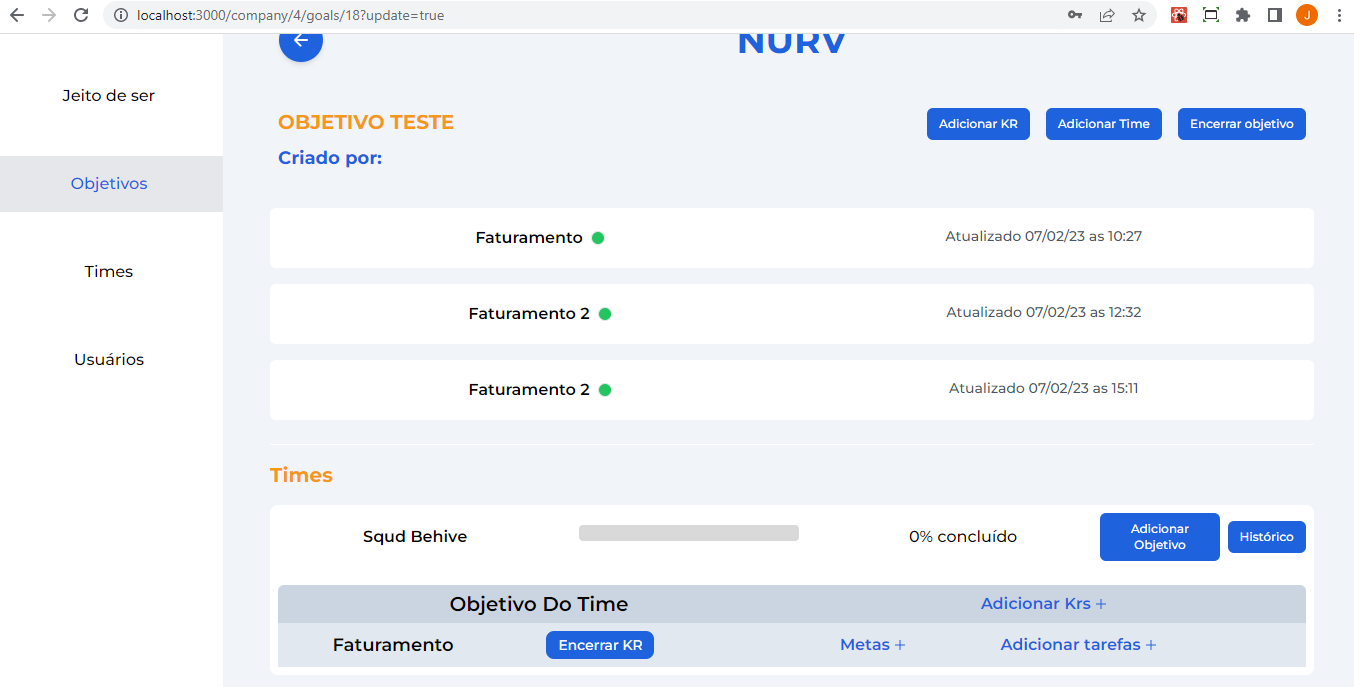 localhost:3000/company/4/goals/18?update=true
J
NURV
Jeito de ser
Objetivos
Times
Usuários
OBJETIVO TESTE
Adicionar KR
Adicionar Time
Encerrar objetivo
Criado por:
Faturamento
Atualizado 07/02/23 as 10:27
Faturamento 2
Atualizado 07/02/23 as 12:32
Faturamento 2
Atualizado 07/02/23 as 15:11
Times
Squd Behive
0% concluído
Adicionar
Objetivo
Histórico
Objetivo Do Time
Adicionar Krs +
Faturamento
Encerrar KR
Metas +
Adicionar tarefas +